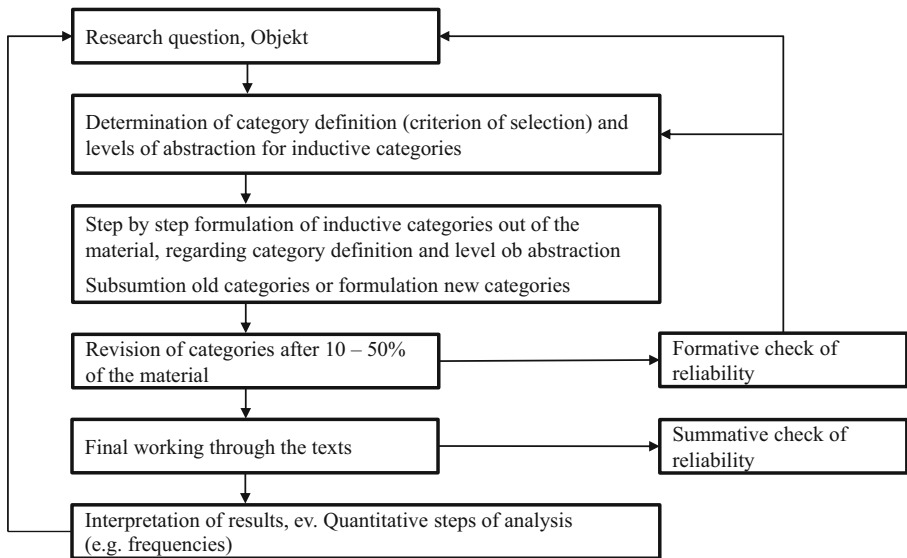 Research question, Objekt
Determination of category definition (criterion of selection) and
levels of abstraction for inductive categories
Step by step formulation of inductive categories out of the
material, regarding category definition and level ob abstraction
Subsumtion old categories or formulation new categories
Revision of categories after 10 – 50%
of the material
Formative check of
reliability
Final working through the texts
Summative check of
reliability
Interpretation of results, ev. Quantitative steps of analysis
(e.g. frequencies)